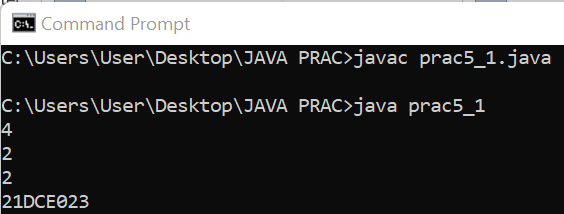 Command Prompt
C:\Users\User\Desktop\JAVA PRAC>javac prac5_1.java
C:\Users\User\Desktop\JAVA PRAC>java prac5_1
4
2
2
21DCE023